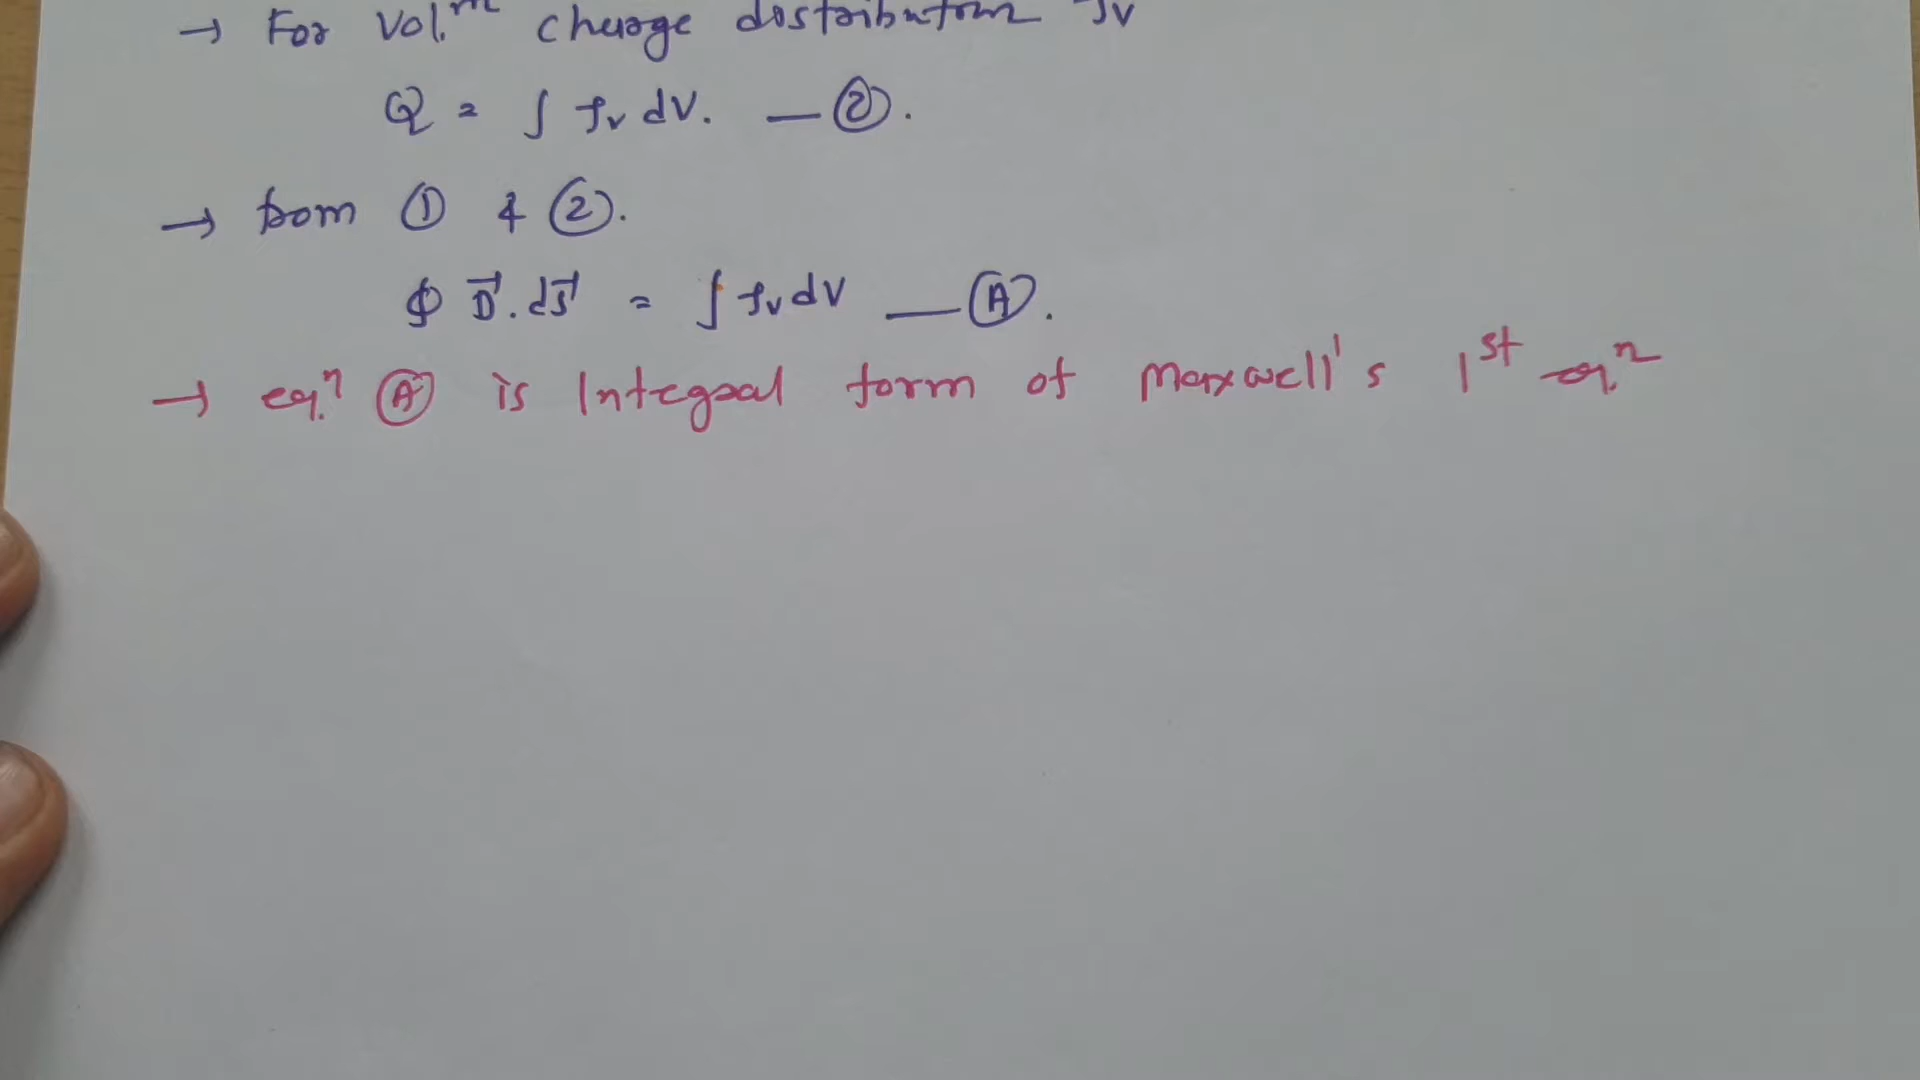 → For Vol.m charge distribution ρv
Q = ∫ ρv dV. — ②.
→ from ① & ②.
∮ D⃗ . dS⃗ = ∫ ρv dV — Ⓐ.
→ eq.n Ⓐ is Integral form of Maxwell's 1st eq.n